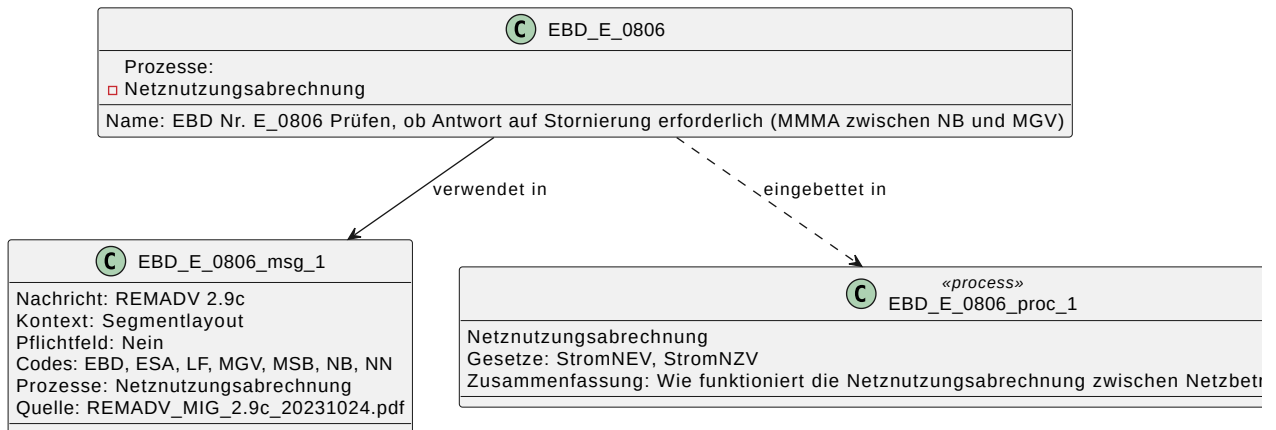 C EBD_E_0806
Prozesse:
Netznutzungsabrechnung
Name: EBD Nr. E_0806 Prüfen, ob Antwort auf Stornierung erforderlich (MMMA zwischen NB und MGV)
verwendet in
eingebettet in
C EBD_E_0806_msg_1
Nachricht: REMADV 2.9c
Kontext: Segmentlayout
Pflichtfeld: Nein
Codes: EBD, ESA, LF, MGV, MSB, NB, NN
Prozesse: Netznutzungsabrechnung
Quelle: REMADV_MIG_2.9c_20231024.pdf
C «process»
EBD_E_0806_proc_1
Netznutzungsabrechnung
Gesetze: StromNEV, StromNZV
Zusammenfassung: Wie funktioniert die Netznutzungsabrechnung zwischen